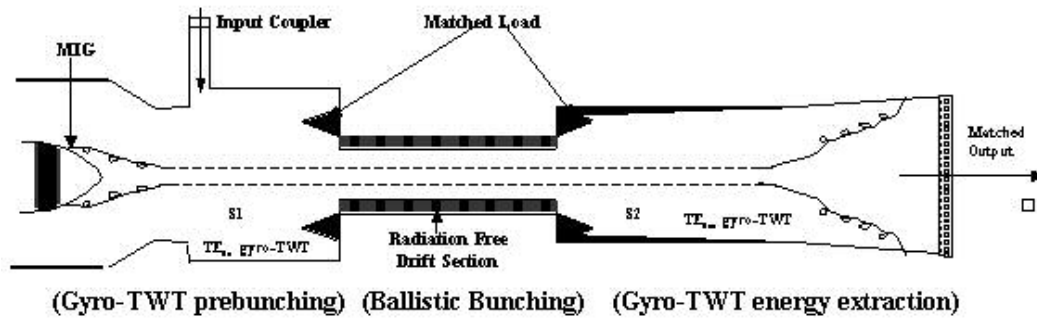 Input Coupler
Matched Load
MIG
Matched
Output
S1
S2
gyro-TWT
gyro-TWT
Radiation Free
Drift Section
(Gyro-TWT prebunching) (Ballistic Bunching) (Gyro-TWT energy extraction)